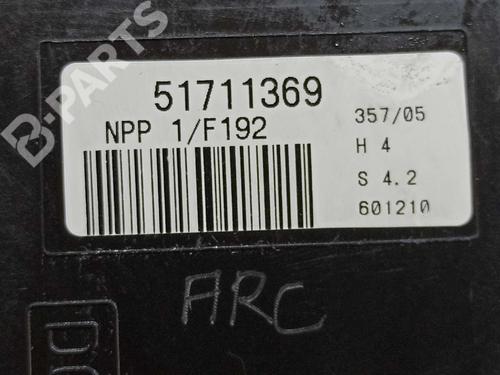 B-PARTS
51711369
NPP 1/F192
357/05
H 4
S 4.2
601210
ARC